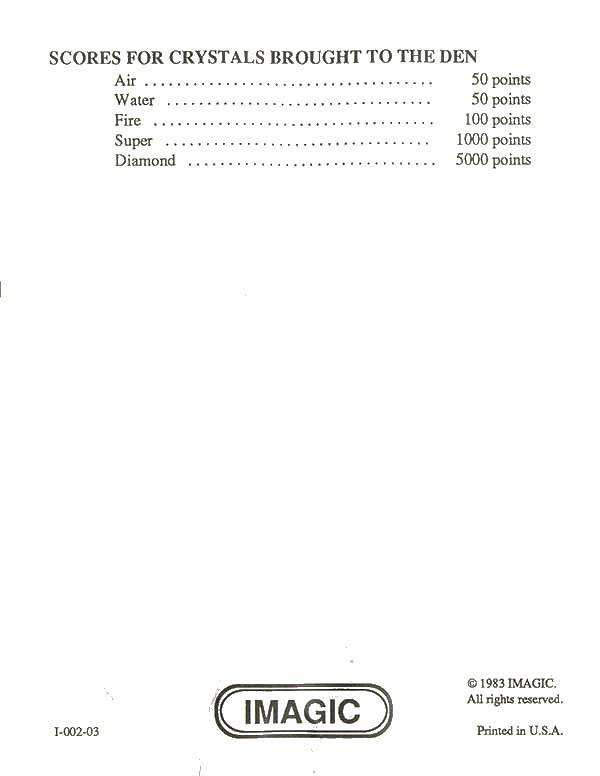 SCORES FOR CRYSTALS BROUGHT TO THE DEN
Air .................................... 50 points
Water ................................. 50 points
Fire ................................... 100 points
Super ................................. 1000 points
Diamond ............................... 5000 points
© 1983 IMAGIC.
All rights reserved.
IMAGIC
I-002-03
Printed in U.S.A.